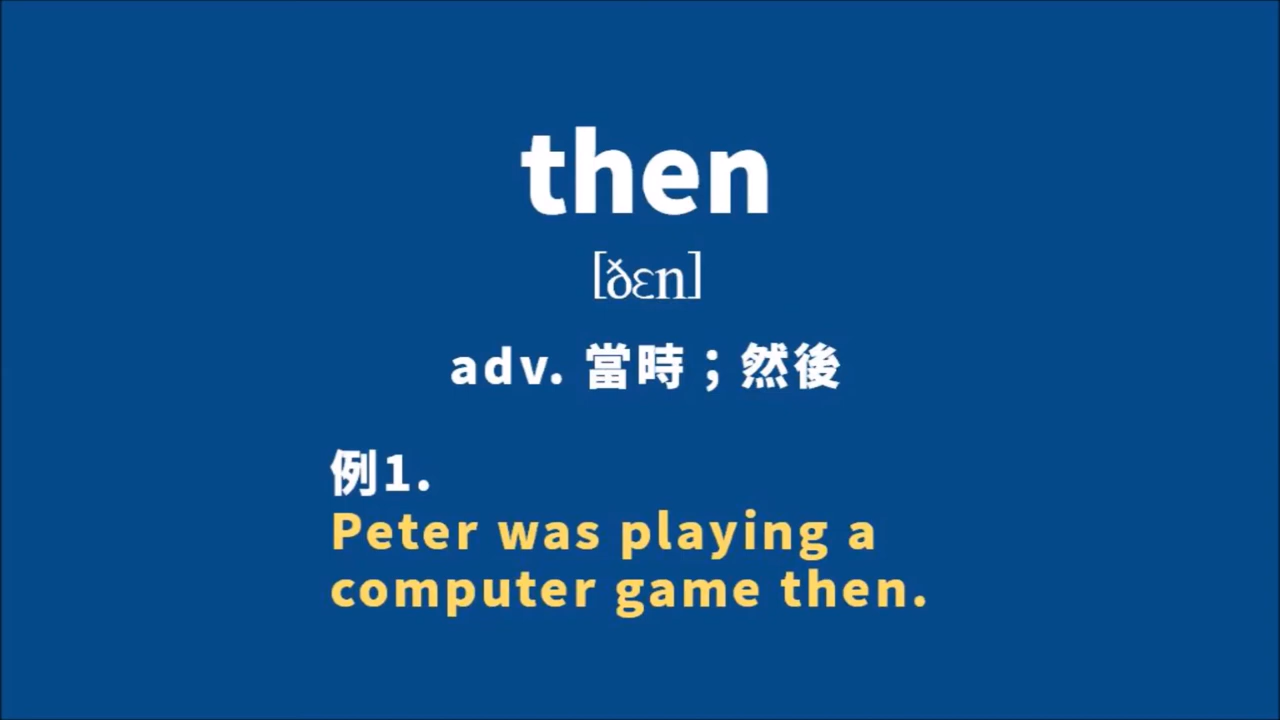 then
[ðɛn]
adv. 當時；然後
例1.
Peter was playing a
computer game then.